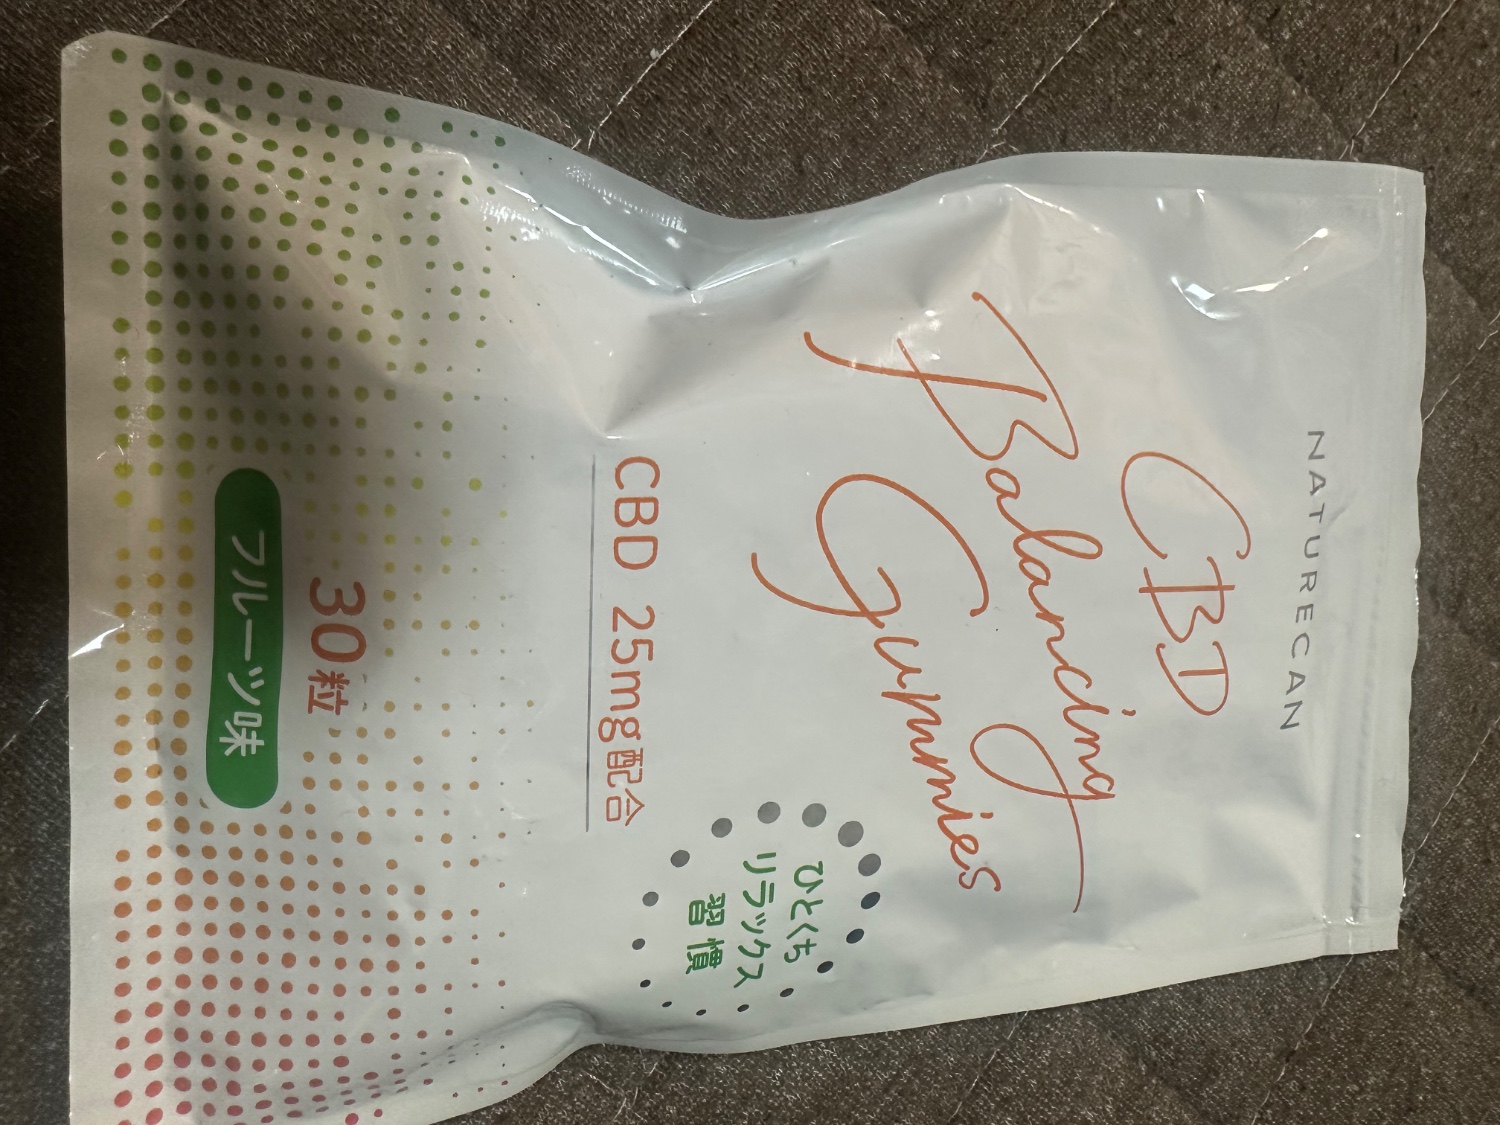 NATURECAN
CBD
Balancing
Gummies
ひとくち
リラックス
習慣
CBD 25mg配合
30粒
フルーツ味